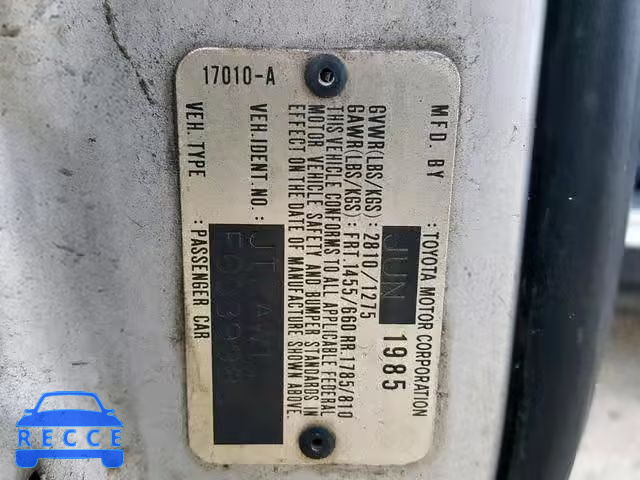 MFD. BY : TOYOTA MOTOR CORPORATION
JUN 1985
GVWR(LBS/KGS) : 2810/1275
GAWR(LBS/KGS) : FRT. 1455/660 RR. 1785/810
THIS VEHICLE CONFORMS TO ALL APPLICABLE FEDERAL
MOTOR VEHICLE SAFETY AND BUMPER STANDARDS IN
EFFECT ON THE DATE OF MANUFACTURE SHOWN ABOVE.
VEH. IDENT. NO. :
VEH. TYPE : PASSENGER CAR
17010-A
RECCE